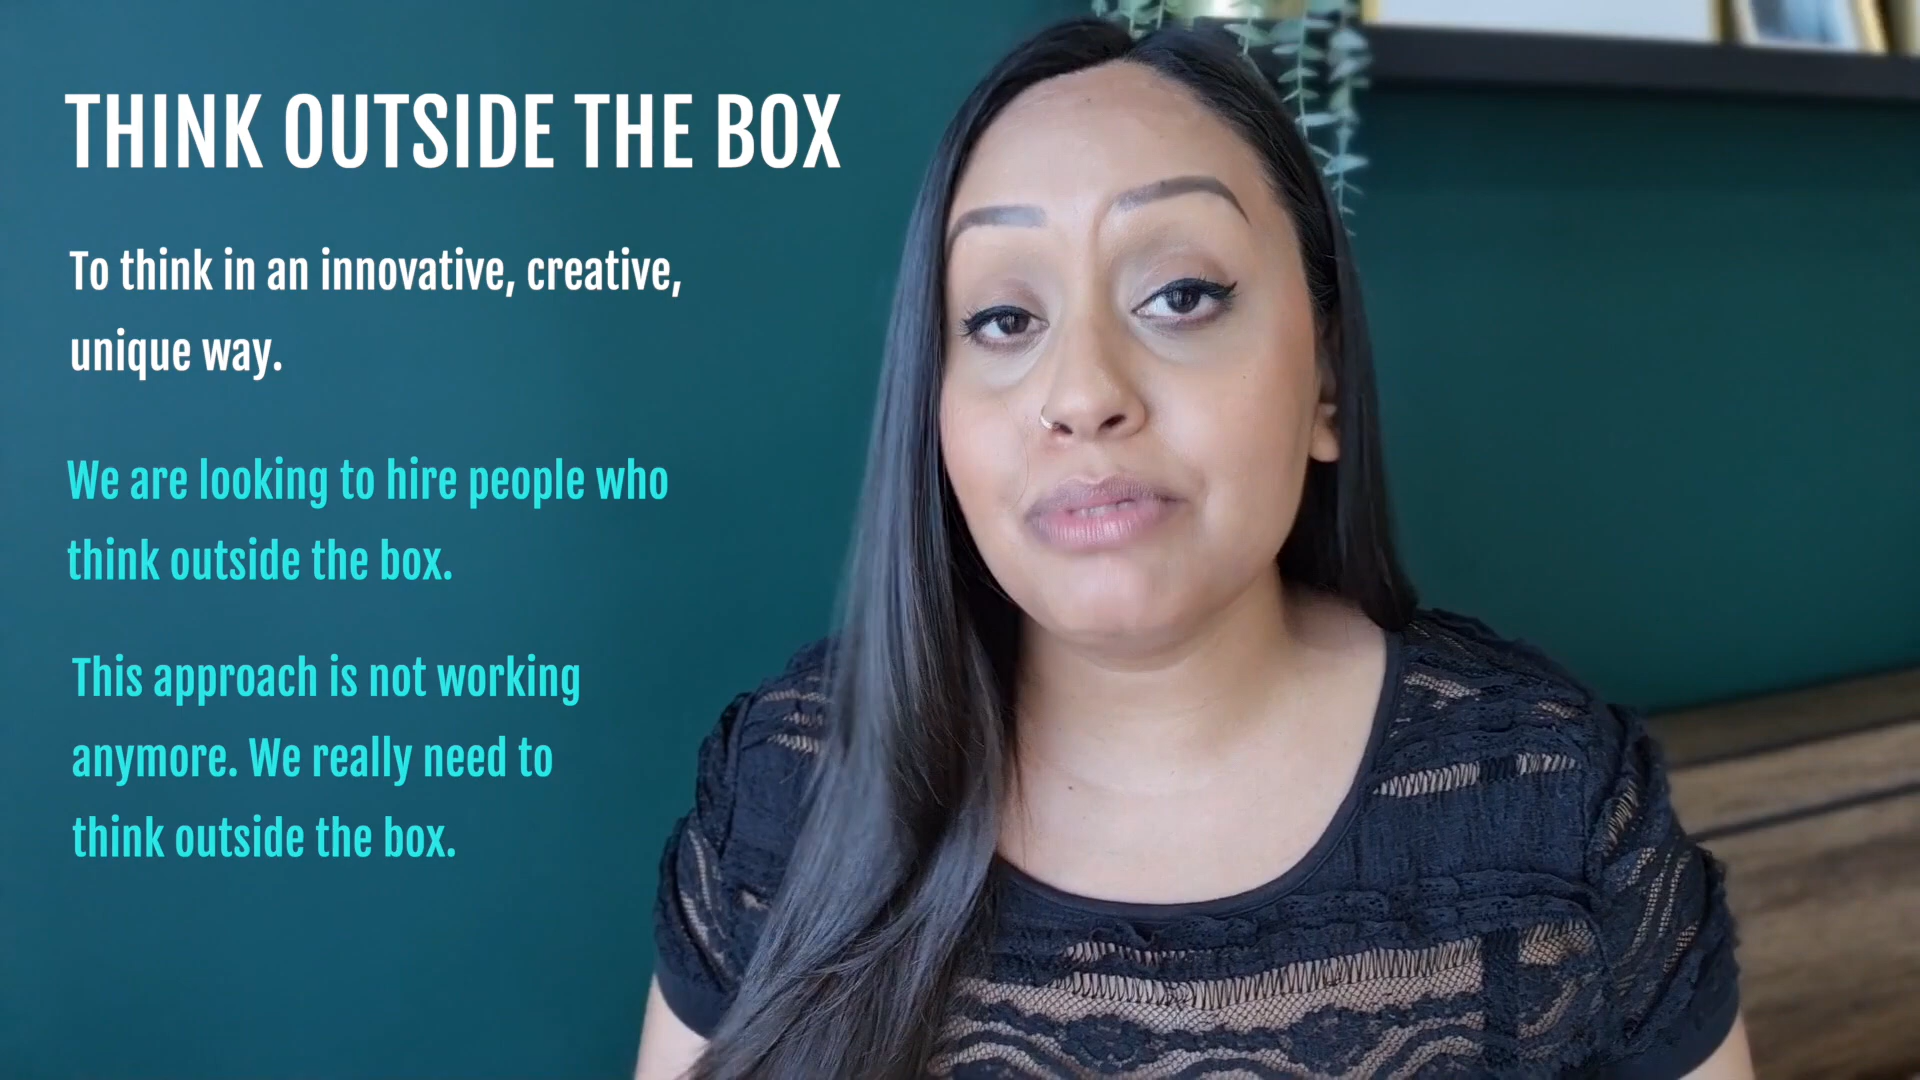 THINK OUTSIDE THE BOX
To think in an innovative, creative,
unique way.
We are looking to hire people who
think outside the box.
This approach is not working
anymore. We really need to
think outside the box.